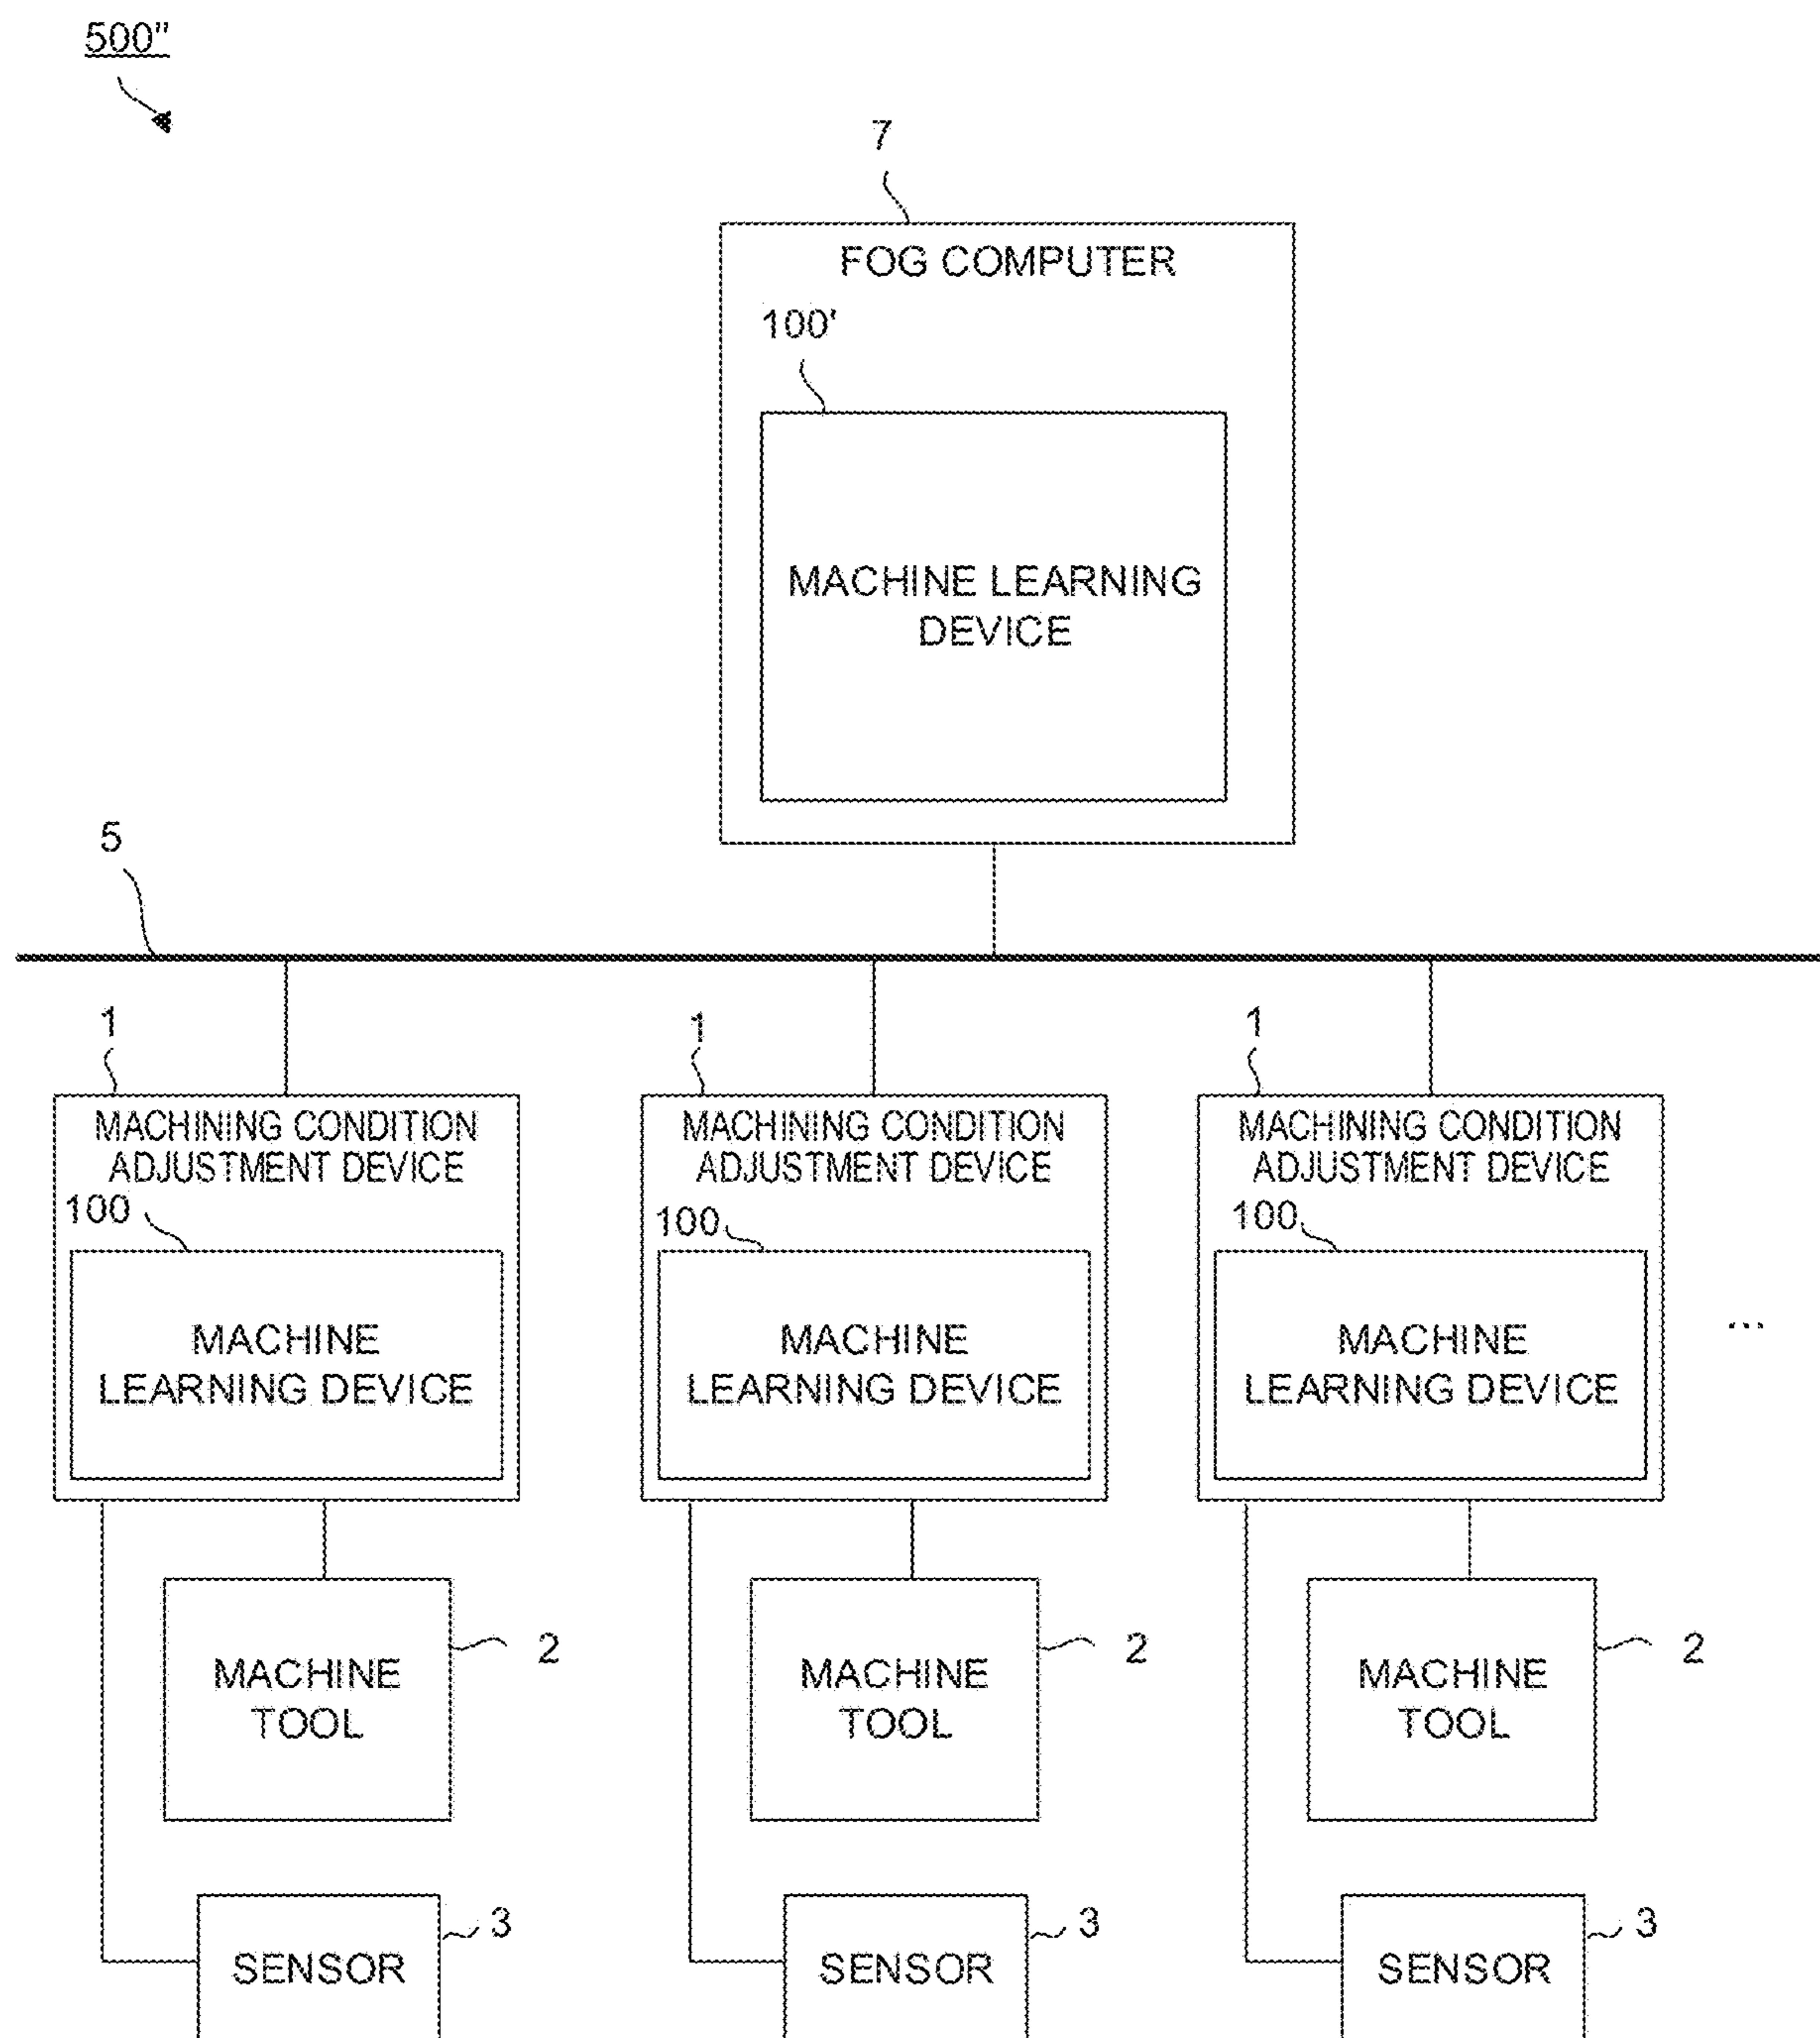 500"
7
FOG COMPUTER
100'
MACHINE LEARNING
DEVICE
5
1
1
1
MACHINING CONDITION
ADJUSTMENT DEVICE
100
MACHINE
LEARNING DEVICE
MACHINING CONDITION
ADJUSTMENT DEVICE
100
MACHINE
LEARNING DEVICE
MACHINING CONDITION
ADJUSTMENT DEVICE
100
MACHINE
LEARNING DEVICE
...
MACHINE
TOOL
2
MACHINE
TOOL
2
MACHINE
TOOL
2
SENSOR
3
SENSOR
3
SENSOR
3